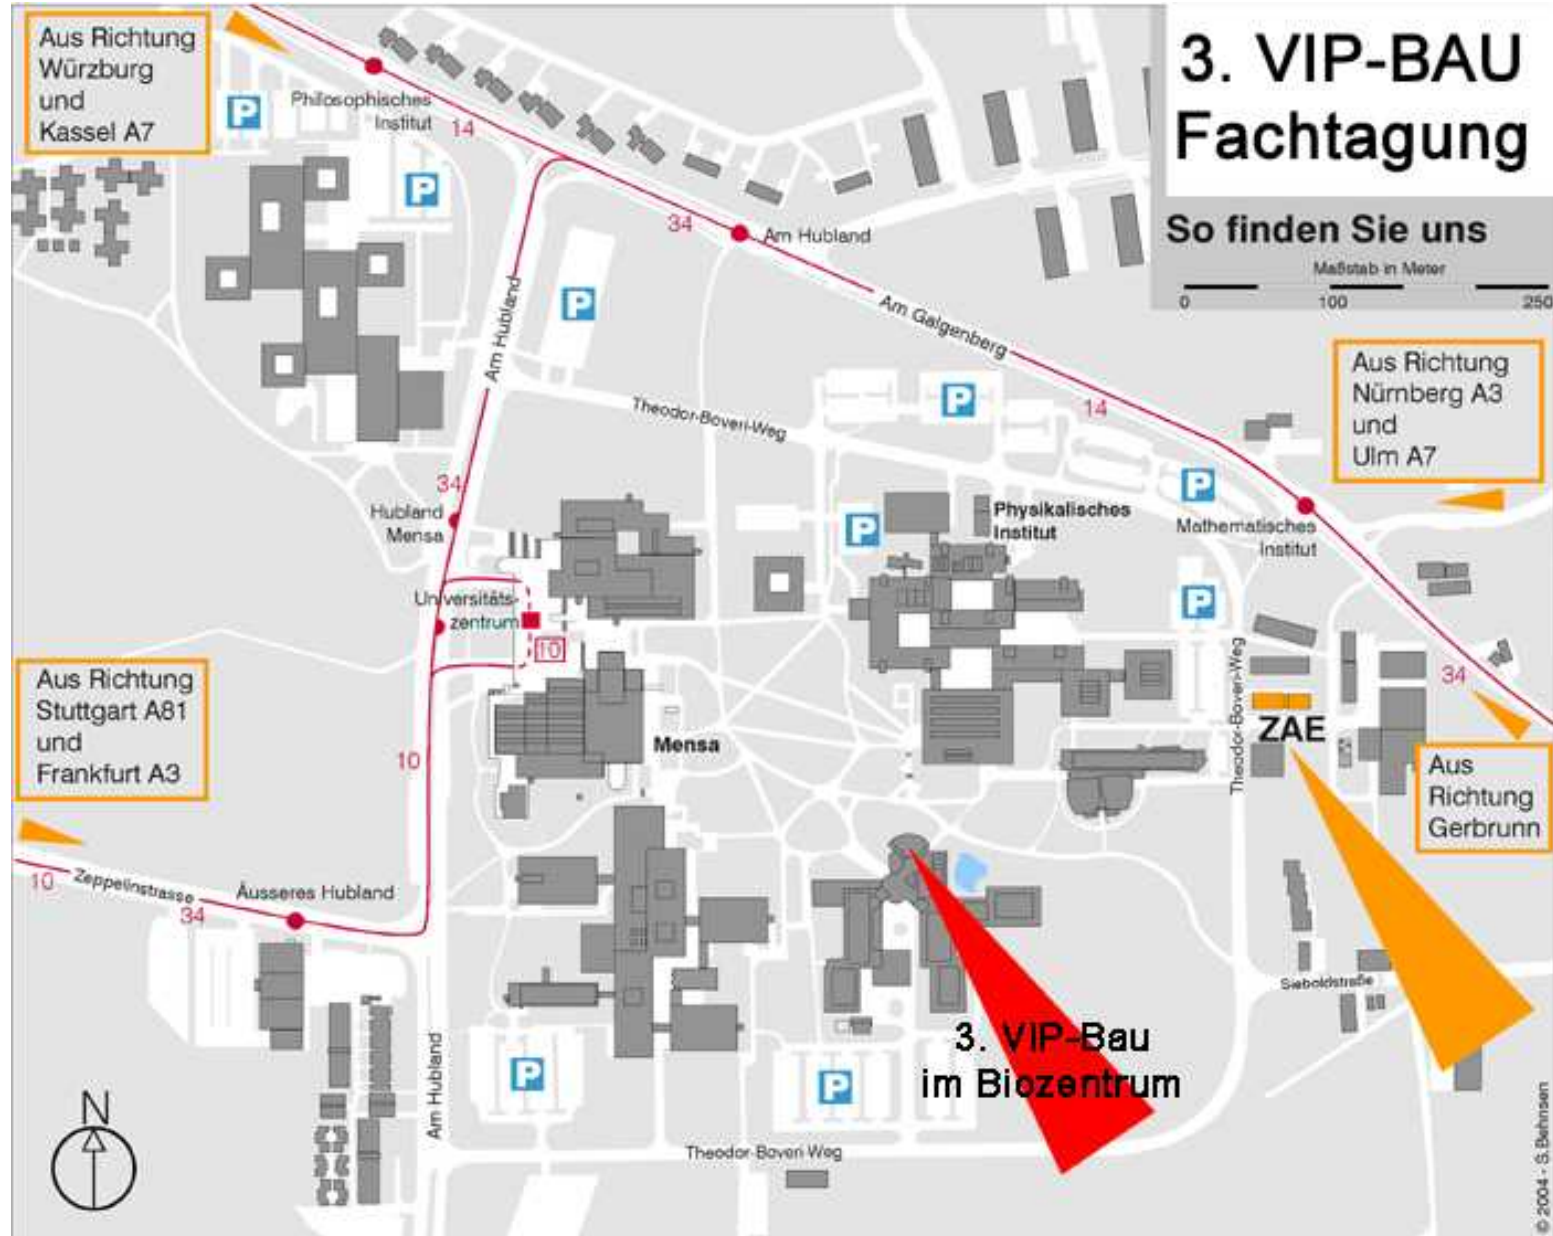 3. VIP-BAU
Fachtagung
So finden Sie uns
Maßstab in Meter
0 100 250
Aus Richtung
Würzburg
und
Kassel A7
P
Philosophisches
Institut
14
P
34
Am Hubland
Am Hubland
P
Am Galgenberg
14
Aus Richtung
Nürnberg A3
und
Ulm A7
Theodor-Boveri-Weg
P
34
Hubland
Mensa
P
Physikalisches
Institut
P
Mathematisches
Institut
Universitäts-
zentrum
10
P
Theodor-Boveri-Weg
34
Aus Richtung
Stuttgart A81
und
Frankfurt A3
10
Mensa
ZAE
Aus
Richtung
Gerbrunn
10
Zeppelinstrasse
34
Äusseres Hubland
Sieboldstraße
3. VIP-Bau
im Biozentrum
Am Hubland
P
P
N
Theodor-Boveri-Weg
© 2004 - S.Behnsen